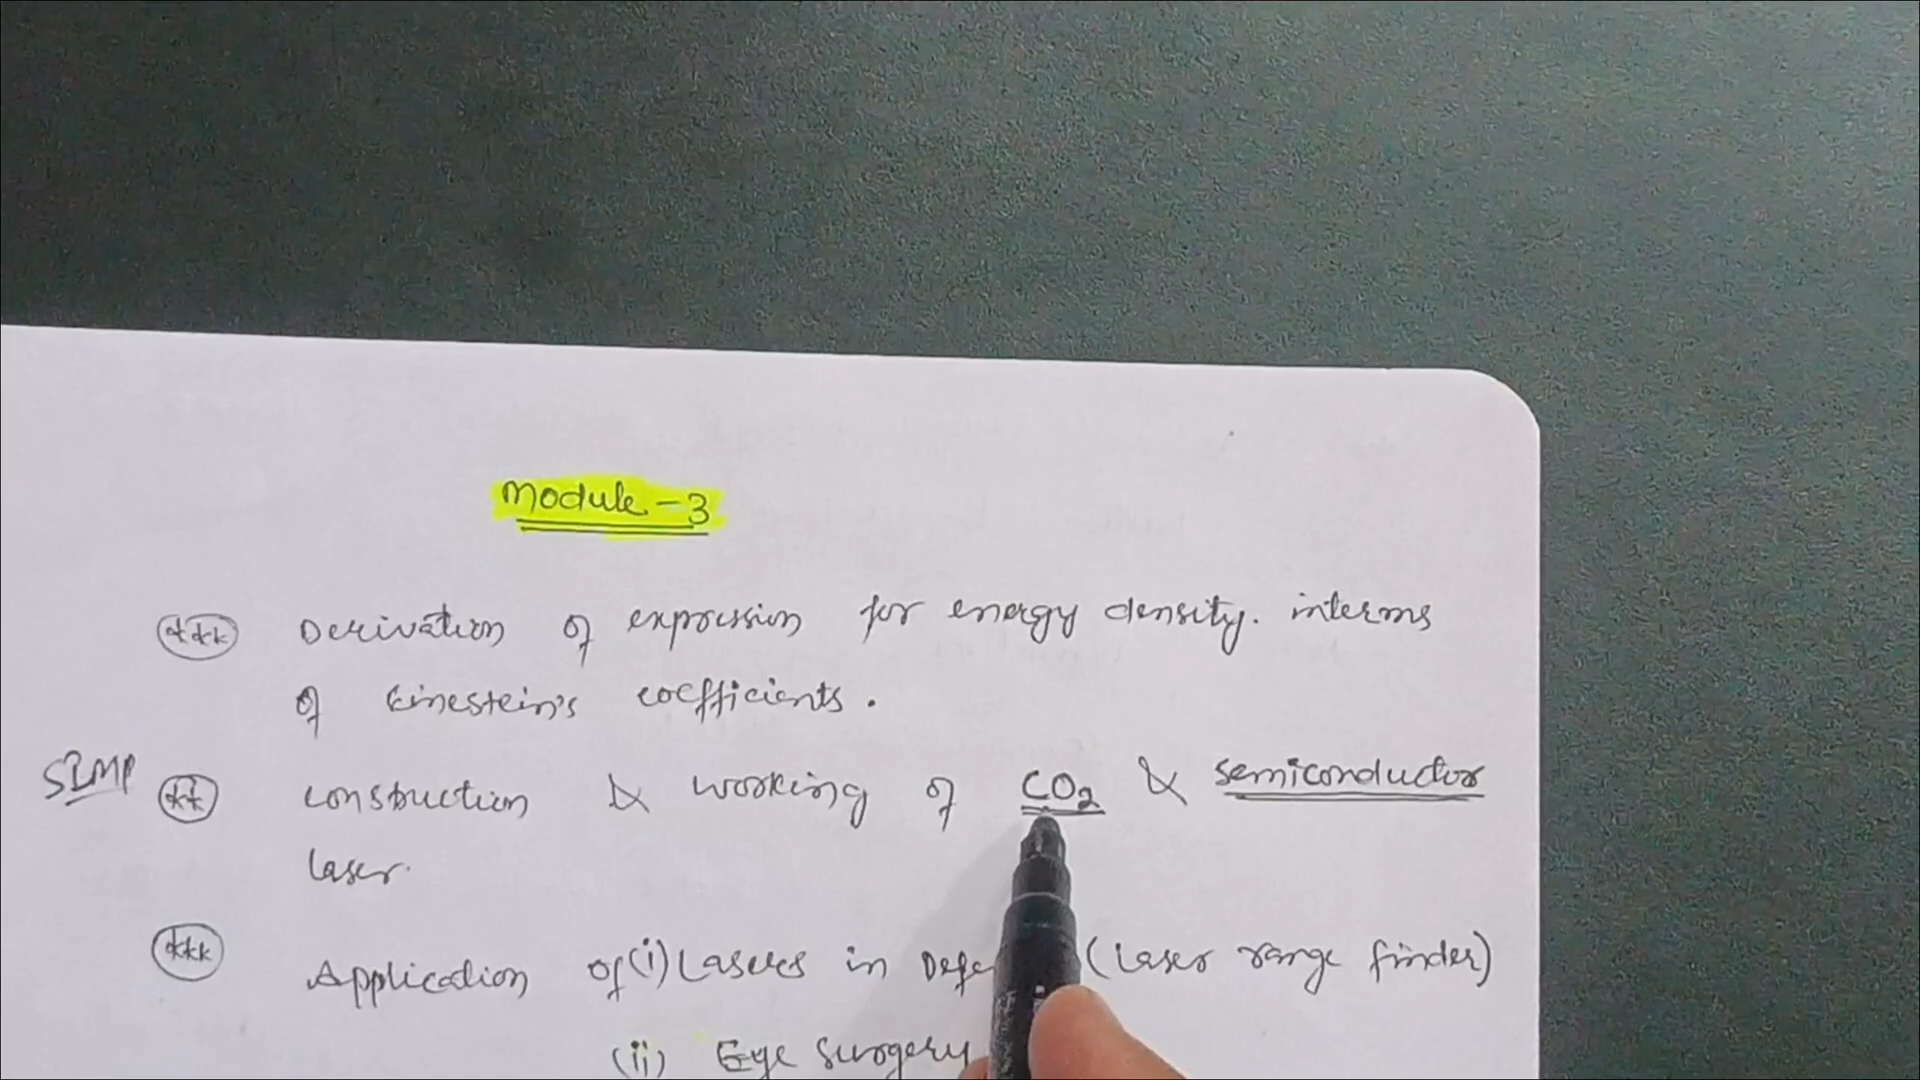 Module - 3
*** Derivation of expression for energy density. interms
of Einestein's coefficients.
SIMP ** construction & working of CO2 & semiconductor
laser.
*** Application of (i) Lasers in (Laser range finder)
(ii) Eye surgery